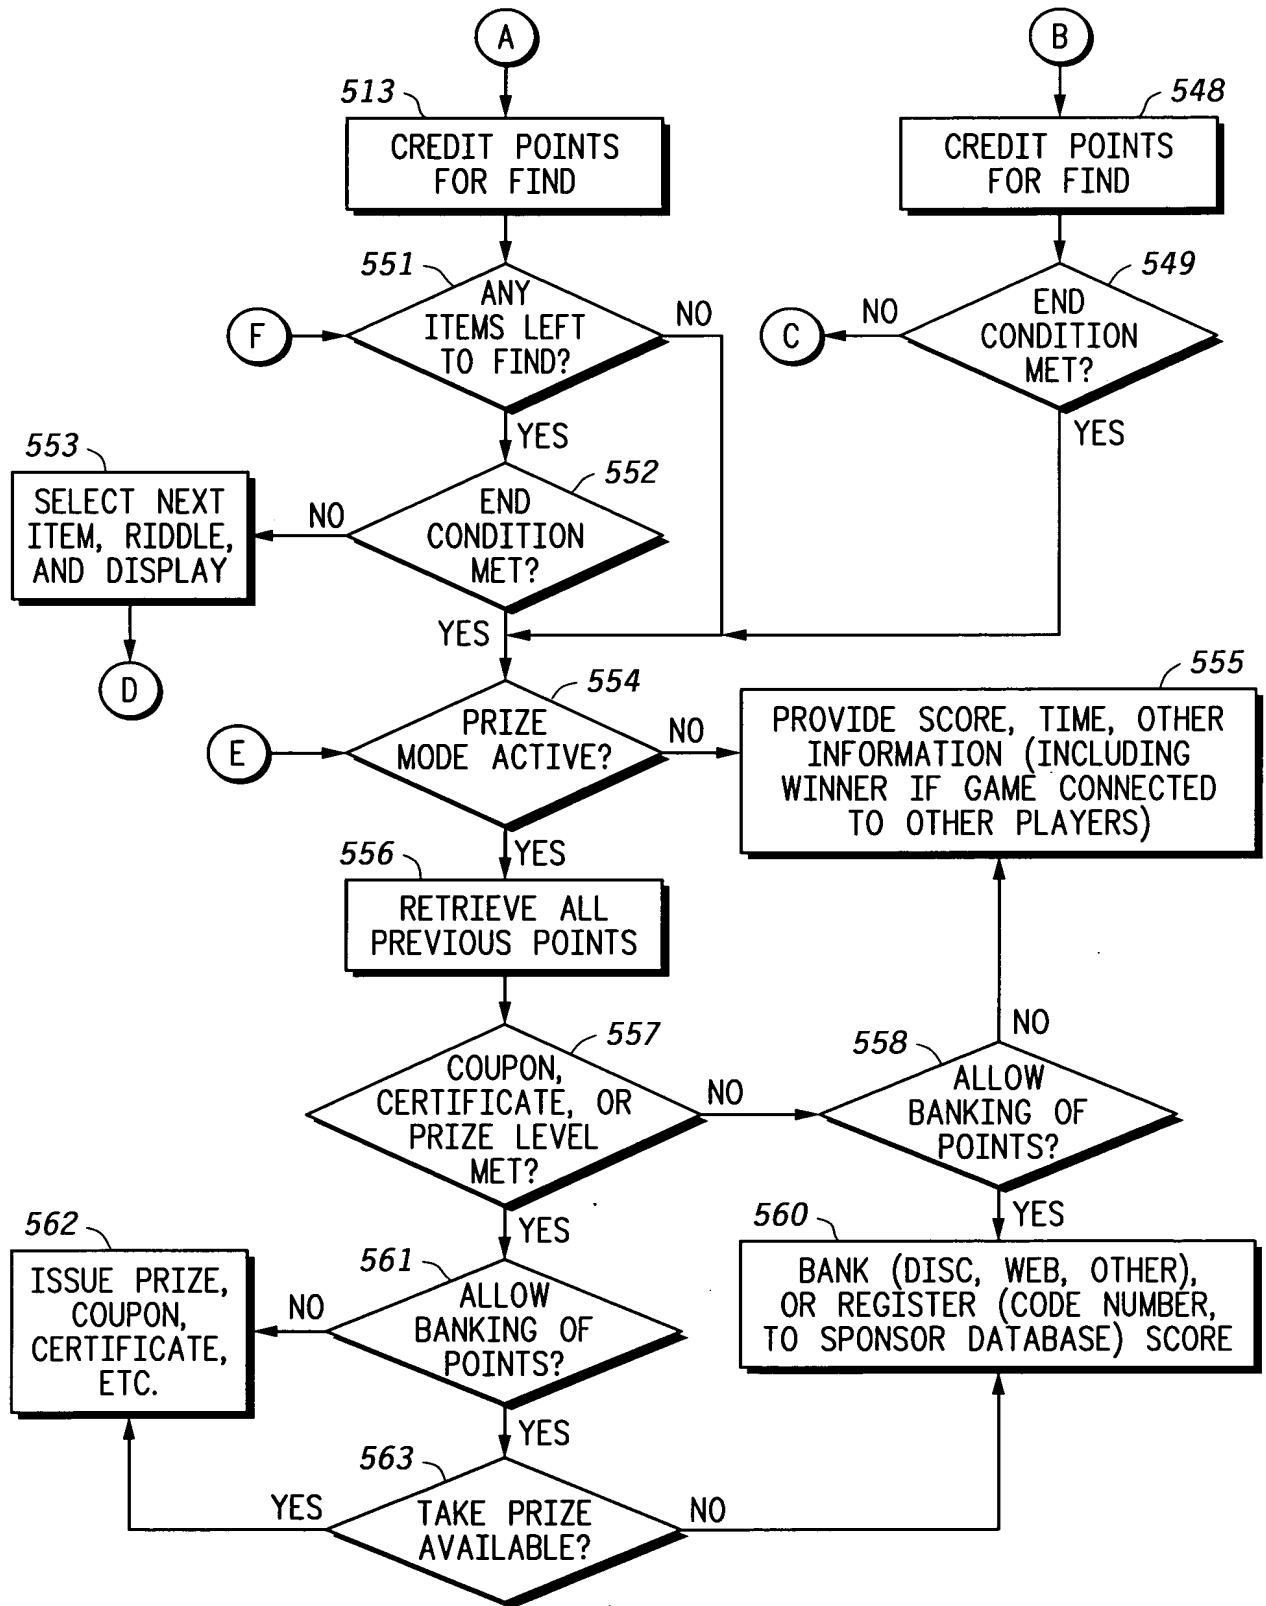 A
B
513
CREDIT POINTS
FOR FIND
548
CREDIT POINTS
FOR FIND
551
ANY
ITEMS LEFT
TO FIND?
F
NO
549
END
CONDITION
MET?
NO
C
YES
YES
553
SELECT NEXT
ITEM, RIDDLE,
AND DISPLAY
NO
552
END
CONDITION
MET?
YES
D
554
PRIZE
MODE ACTIVE?
E
NO
555
PROVIDE SCORE, TIME, OTHER
INFORMATION (INCLUDING
WINNER IF GAME CONNECTED
TO OTHER PLAYERS)
YES
556
RETRIEVE ALL
PREVIOUS POINTS
557
COUPON,
CERTIFICATE, OR
PRIZE LEVEL
MET?
NO
558
ALLOW
BANKING OF
POINTS?
NO
YES
YES
560
BANK (DISC, WEB, OTHER),
OR REGISTER (CODE NUMBER,
TO SPONSOR DATABASE) SCORE
562
ISSUE PRIZE,
COUPON,
CERTIFICATE,
ETC.
NO
561
ALLOW
BANKING OF
POINTS?
YES
563
TAKE PRIZE
AVAILABLE?
YES
NO